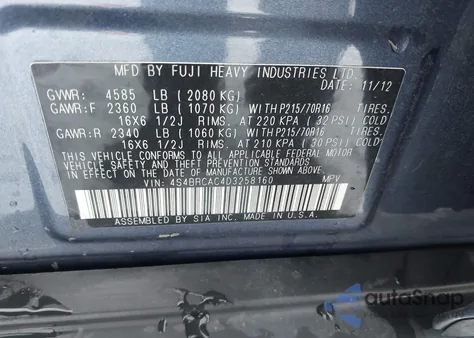 MFD BY FUJI HEAVY INDUSTRIES LTD.
DATE: 11/12
GVWR: 4585 LB ( 2080 KG)
GAWR:F 2360 LB ( 1070 KG) WITH P215/70R16 TIRES.
16X6 1/2J RIMS. AT 220 KPA ( 32 PSI) COLD
GAWR:R 2340 LB ( 1060 KG) WITH P215/70R16 TIRES.
16X6 1/2J RIMS. AT 210 KPA ( 30 PSI) COLD
THIS VEHICLE CONFORMS TO ALL APPLICABLE FEDERAL MOTOR
VEHICLE SAFETY AND THEFT PREVENTION STANDARDS
IN EFFECT ON THE DATE OF MANUFACTURE SHOWN ABOVE.
VIN: 4S4BRCAC4D3258160 MPV
ASSEMBLED BY SIA INC. MADE IN U.S.A.
autoSnap